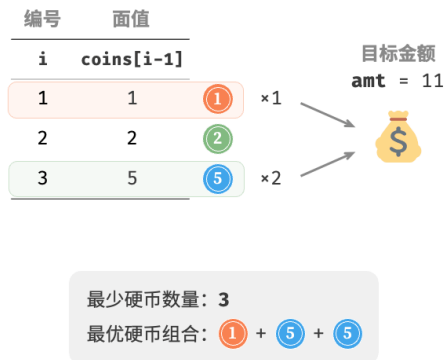 编号 面值
目标金额
i coins[i-1]
amt = 11
1 1 1 ×1
2 2 2
$
3 5 5 ×2
最少硬币数量：3
最优硬币组合：1 + 5 + 5